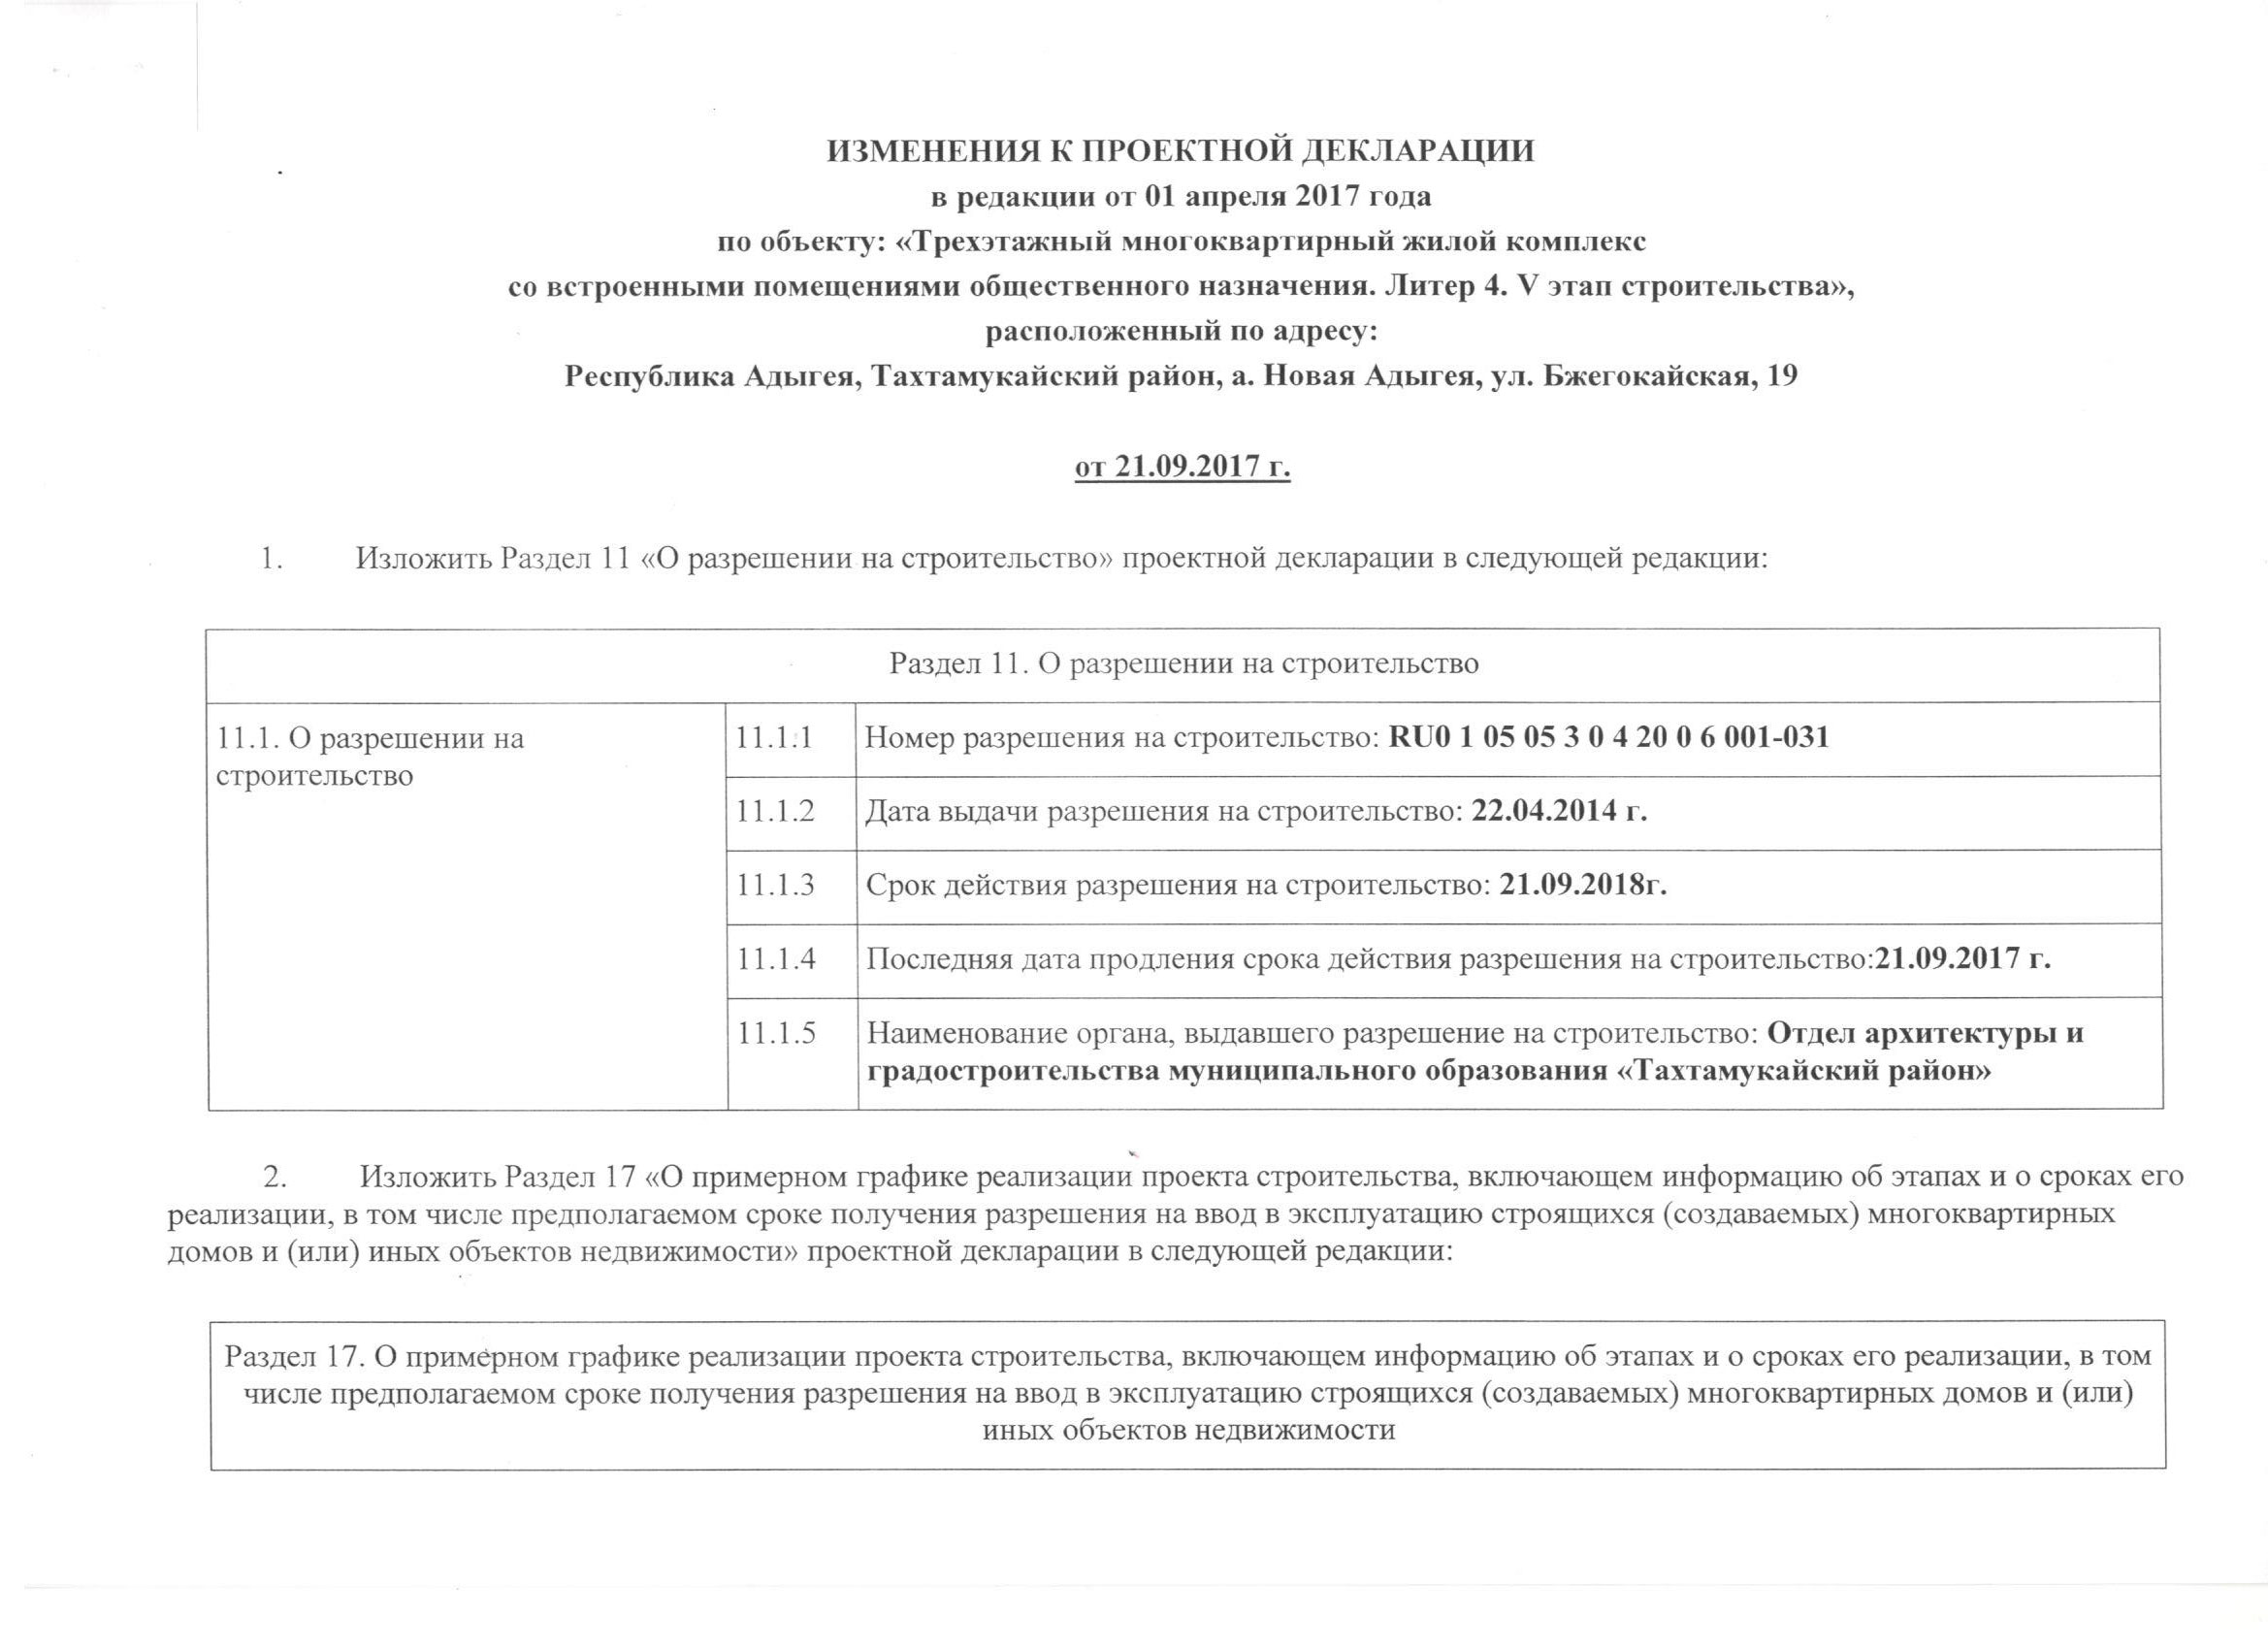 ИЗМЕНЕНИЯ К ПРОЕКТНОЙ ДЕКЛАРАЦИИ
в редакции от 01 апреля 2017 года
по объекту: «Трехэтажный многоквартирный жилой комплекс
со встроенными помещениями общественного назначения. Литер 4. V этап строительства»,
расположенный по адресу:
Республика Адыгея, Тахтамукайский район, а. Новая Адыгея, ул. Бжегокайская, 19
от 21.09.2017 г.
1. Изложить Раздел 11 «О разрешении на строительство» проектной декларации в следующей редакции:
Раздел 11. О разрешении на строительство
11.1. О разрешении на
строительство
11.1.1 Номер разрешения на строительство: RU0 1 05 05 3 0 4 20 0 6 001-031
11.1.2 Дата выдачи разрешения на строительство: 22.04.2014 г.
11.1.3 Срок действия разрешения на строительство: 21.09.2018г.
11.1.4 Последняя дата продления срока действия разрешения на строительство:21.09.2017 г.
11.1.5 Наименование органа, выдавшего разрешение на строительство: Отдел архитектуры и
градостроительства муниципального образования «Тахтамукайский район»
2. Изложить Раздел 17 «О примерном графике реализации проекта строительства, включающем информацию об этапах и о сроках его
реализации, в том числе предполагаемом сроке получения разрешения на ввод в эксплуатацию строящихся (создаваемых) многоквартирных
домов и (или) иных объектов недвижимости» проектной декларации в следующей редакции:
Раздел 17. О примерном графике реализации проекта строительства, включающем информацию об этапах и о сроках его реализации, в том
числе предполагаемом сроке получения разрешения на ввод в эксплуатацию строящихся (создаваемых) многоквартирных домов и (или)
иных объектов недвижимости